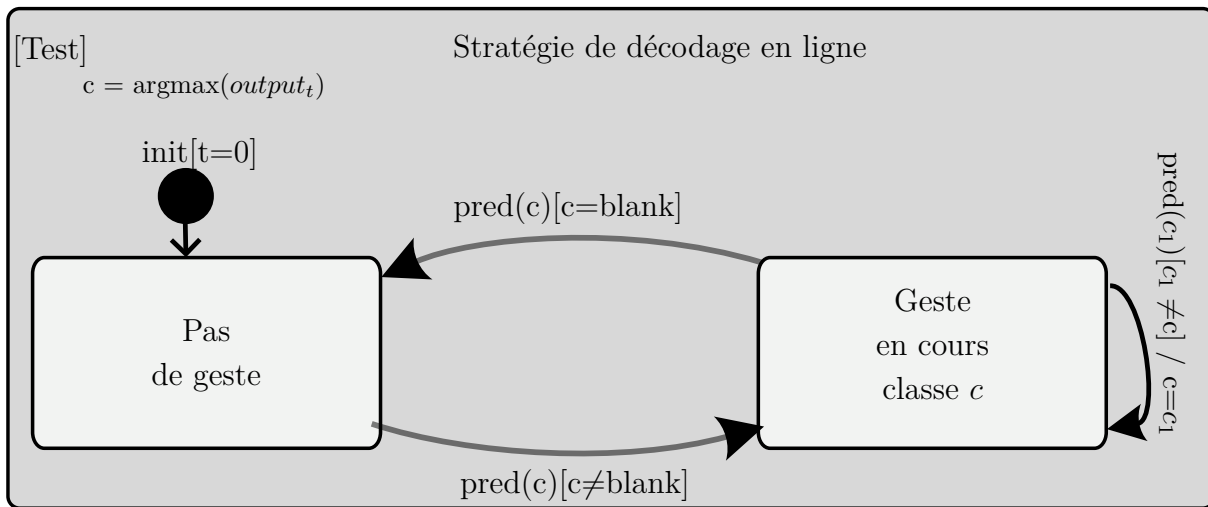 [Test]
Stratégie de décodage en ligne
c = argmax(output_t)
init[t=0]
pred(c)[c=blank]
Pas
de geste
Geste
en cours
classe c
pred(c₁)[c₁ ≠c] / c=c₁
pred(c)[c≠blank]